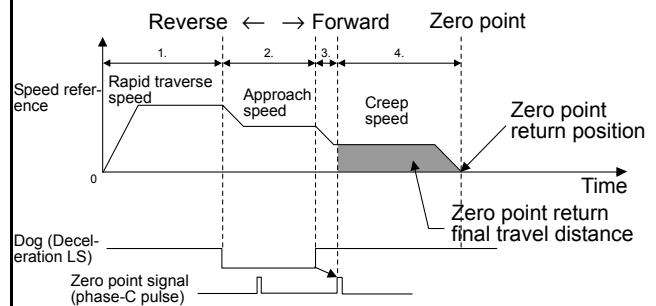 Reverse ← → Forward Zero point
1. 2. 3. 4.
Rapid traverse
speed
Speed refer-
ence
Approach
speed
Creep
speed
Zero point
return position
0
Time
Zero point return
final travel distance
Dog (Decel-
eration LS)
Zero point signal
(phase-C pulse)